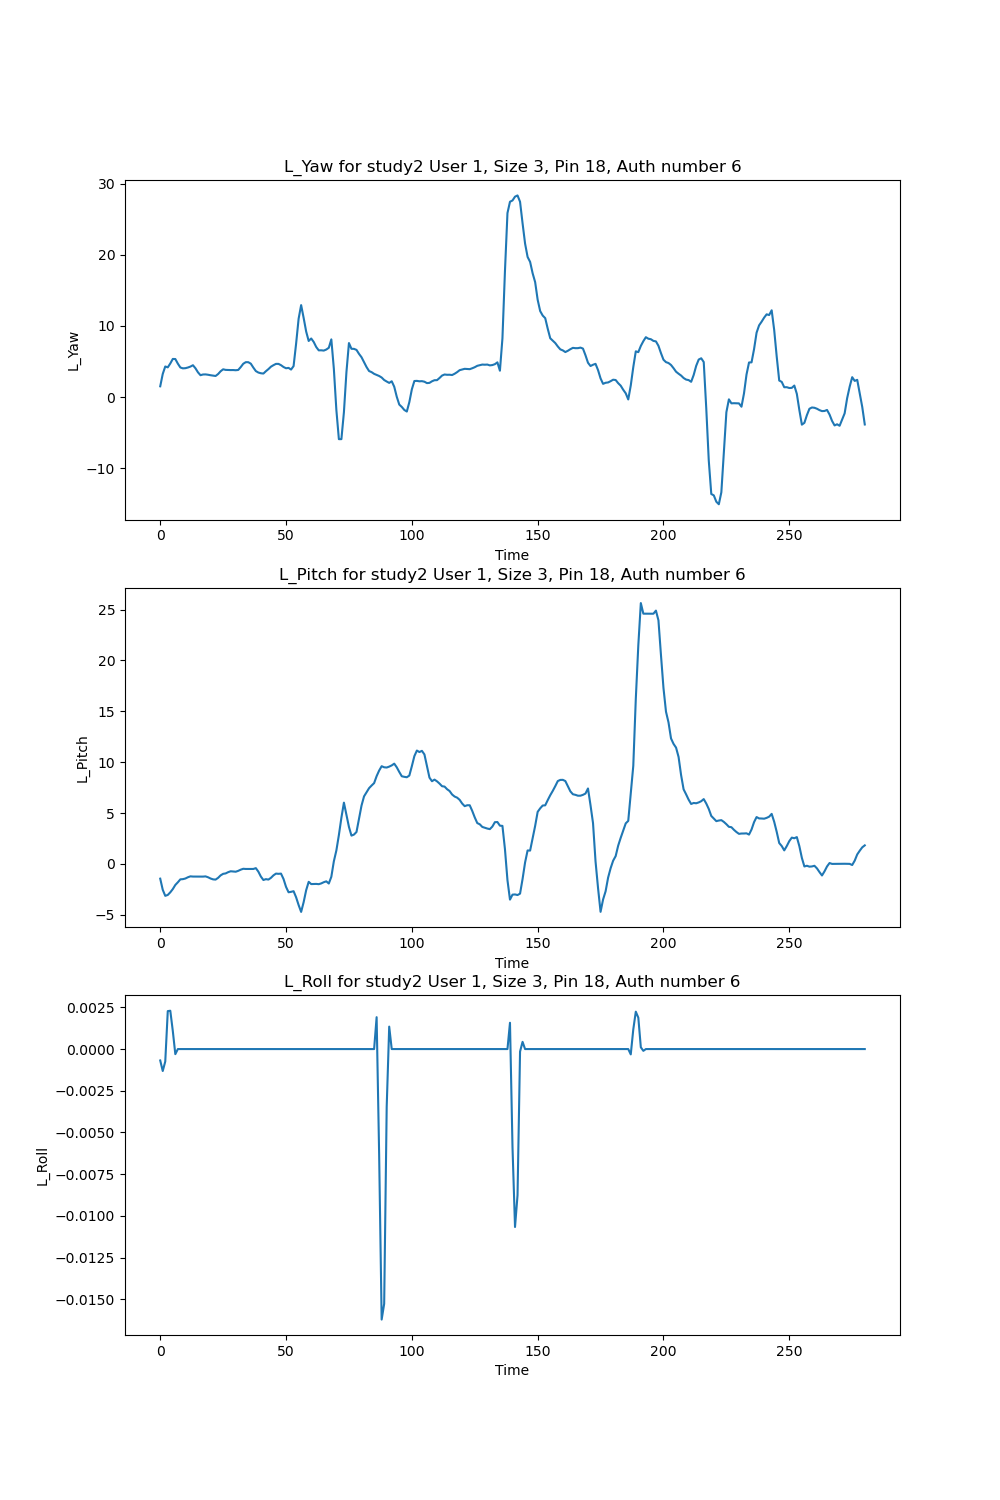 L_Yaw for study2 User 1, Size 3, Pin 18, Auth number 6
30
20
10
0
−10
L_Yaw
0 50 100 150 200 250
Time
L_Pitch for study2 User 1, Size 3, Pin 18, Auth number 6
25
20
15
10
5
0
−5
L_Pitch
0 50 100 150 200 250
Time
L_Roll for study2 User 1, Size 3, Pin 18, Auth number 6
0.0025
0.0000
−0.0025
−0.0050
−0.0075
−0.0100
−0.0125
−0.0150
L_Roll
0 50 100 150 200 250
Time